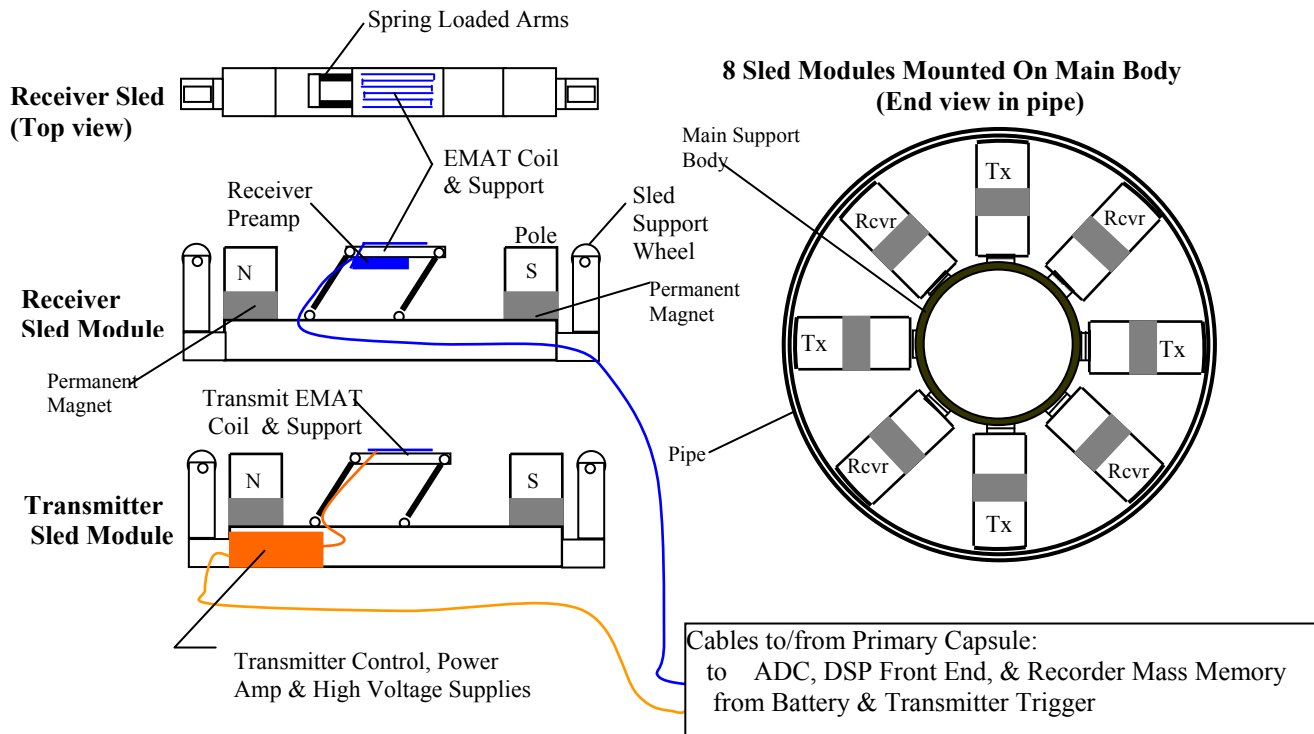 Spring Loaded Arms
Receiver Sled
(Top view)
EMAT Coil
& Support
Receiver
Preamp
Sled
Support
Wheel
Pole
N
S
Receiver
Sled Module
Permanent
Magnet
Permanent
Magnet
Transmit EMAT
Coil & Support
N
S
Transmitter
Sled Module
Transmitter Control, Power
Amp & High Voltage Supplies
8 Sled Modules Mounted On Main Body
(End view in pipe)
Main Support
Body
Tx
Rcvr
Rcvr
Tx
Tx
Rcvr
Rcvr
Tx
Pipe
Cables to/from Primary Capsule:
to ADC, DSP Front End, & Recorder Mass Memory
from Battery & Transmitter Trigger